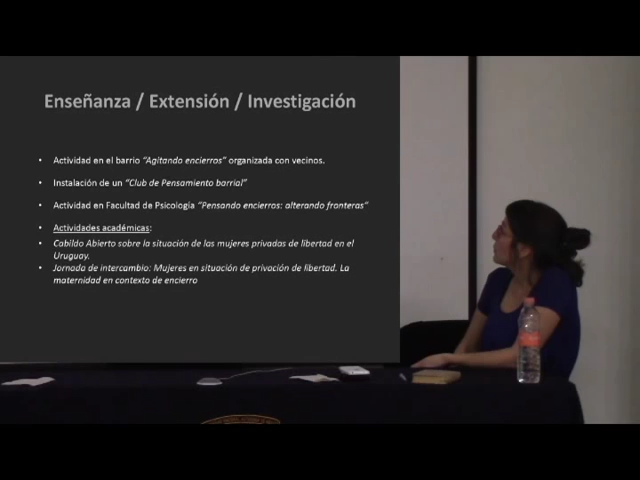 Enseñanza / Extensión / Investigación
• Actividad en el barrio “Agitando encierros” organizada con vecinos.
• Instalación de un “Club de Pensamiento barrial”
• Actividad en Facultad de Psicología “Pensando encierros: alterando fronteras”
• Actividades académicas:
• Cabildo Abierto sobre la situación de las mujeres privadas de libertad en el
Uruguay.
• Jornada de intercambio: Mujeres en situación de privación de libertad. La
maternidad en contexto de encierro